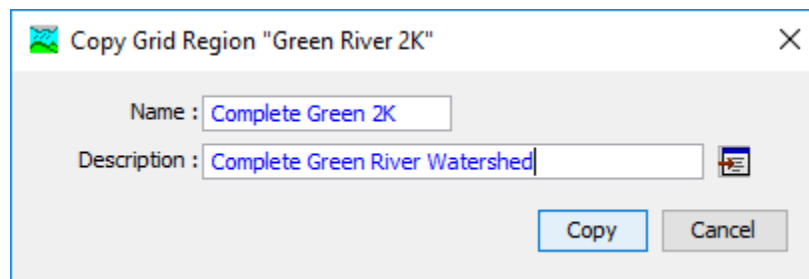 Copy Grid Region "Green River 2K"
Name : Complete Green 2K
Description : Complete Green River Watershed
Copy Cancel